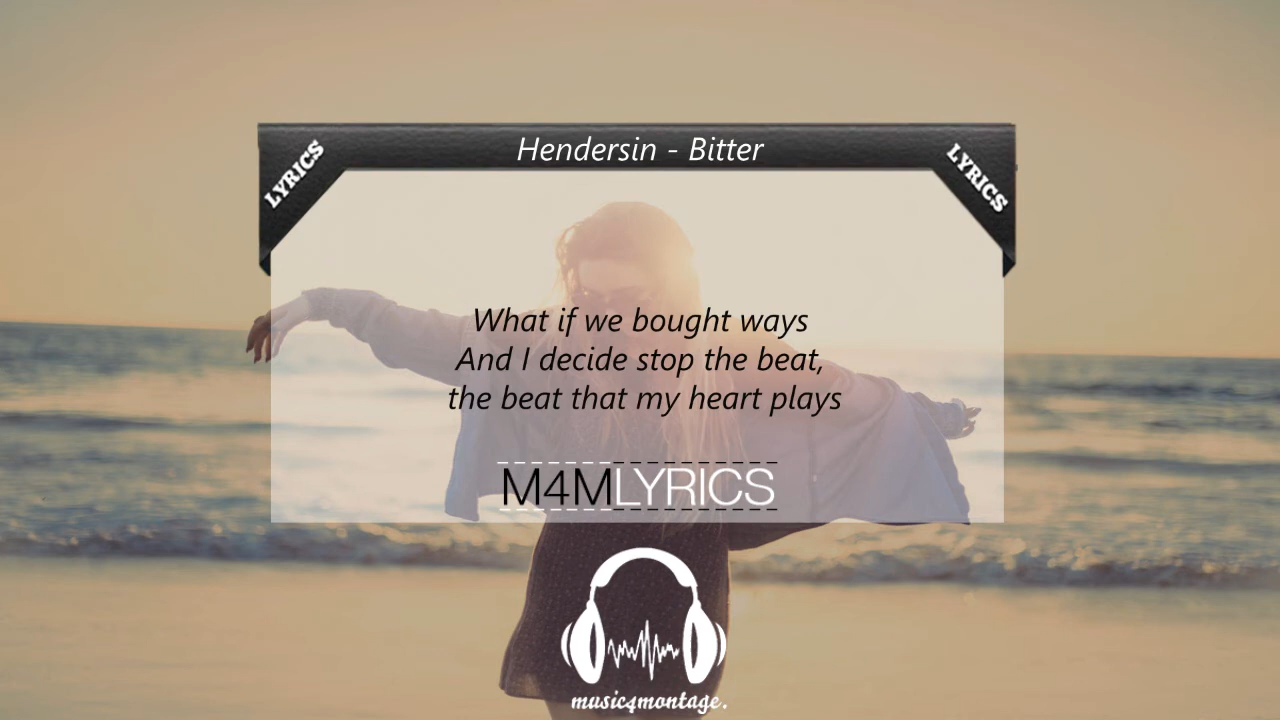 Hendersin - Bitter
LYRICS
LYRICS
What if we bought ways
And I decide stop the beat,
the beat that my heart plays
M4MLYRICS
music4montage.